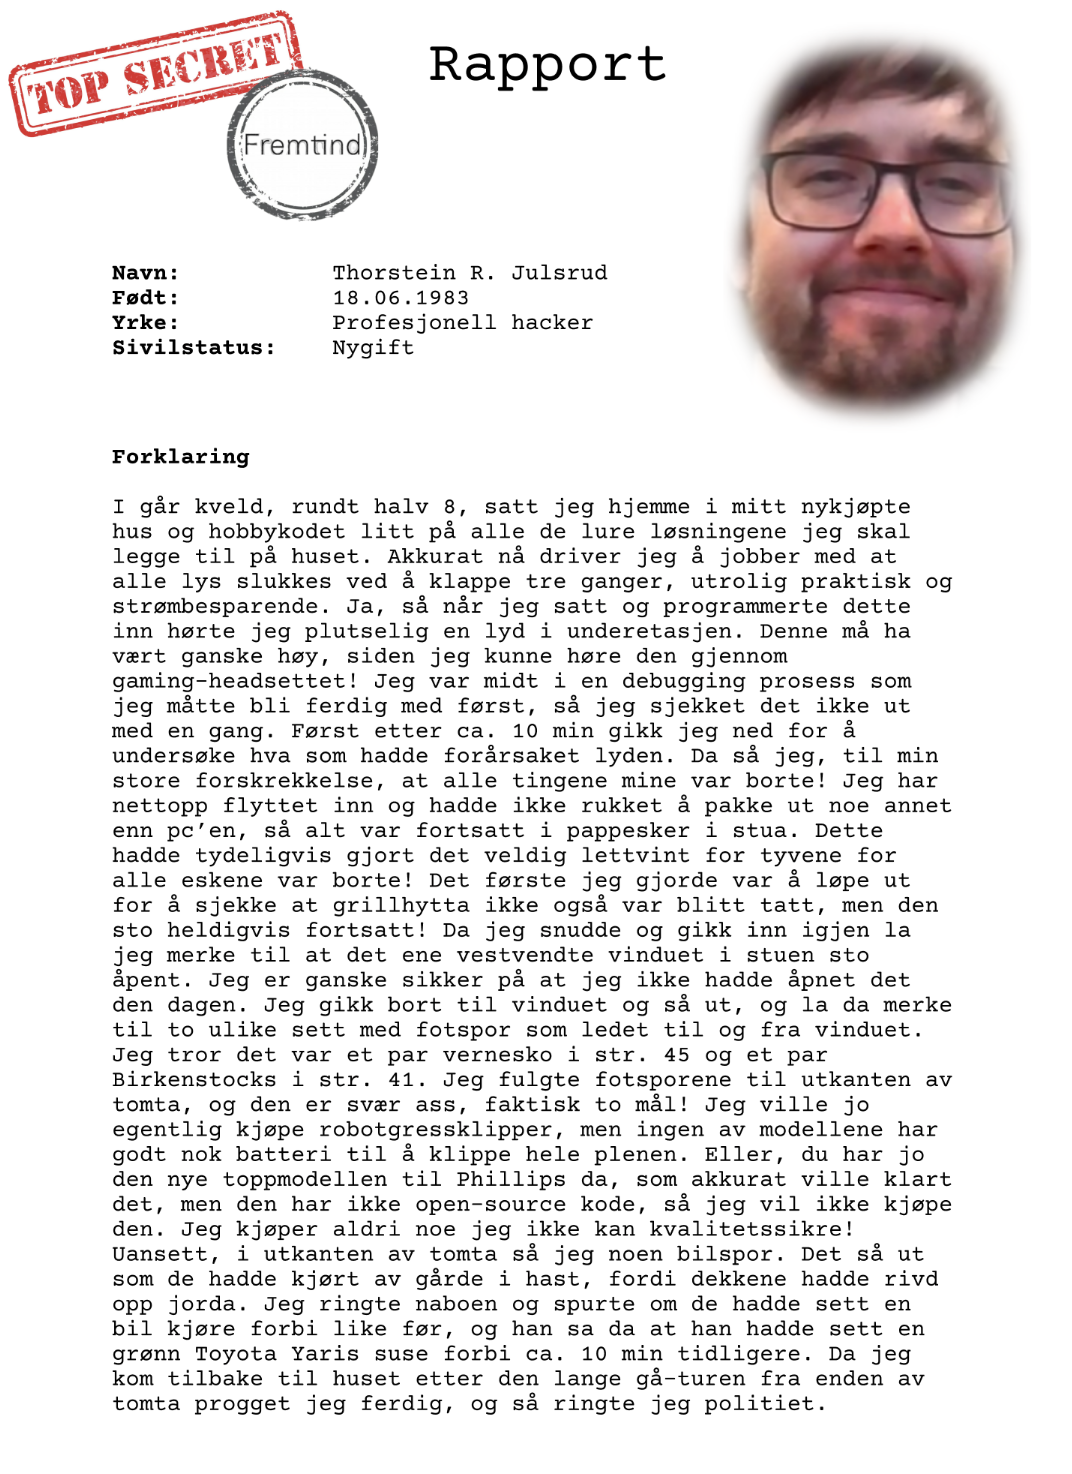 TOP SECRET
Fremtind
Rapport
Navn: Thorstein R. Julsrud
Født: 18.06.1983
Yrke: Profesjonell hacker
Sivilstatus: Nygift
Forklaring
I går kveld, rundt halv 8, satt jeg hjemme i mitt nykjøpte
hus og hobbykodet litt på alle de lure løsningene jeg skal
legge til på huset. Akkurat nå driver jeg å jobber med at
alle lys slukkes ved å klappe tre ganger, utrolig praktisk og
strømbesparende. Ja, så når jeg satt og programmerte dette
inn hørte jeg plutselig en lyd i underetasjen. Denne må ha
vært ganske høy, siden jeg kunne høre den gjennom
gaming-headsettet! Jeg var midt i en debugging prosess som
jeg måtte bli ferdig med først, så jeg sjekket det ikke ut
med en gang. Først etter ca. 10 min gikk jeg ned for å
undersøke hva som hadde forårsaket lyden. Da så jeg, til min
store forskrekkelse, at alle tingene mine var borte! Jeg har
nettopp flyttet inn og hadde ikke rukket å pakke ut noe annet
enn pc’en, så alt var fortsatt i pappesker i stua. Dette
hadde tydeligvis gjort det veldig lettvint for tyvene for
alle eskene var borte! Det første jeg gjorde var å løpe ut
for å sjekke at grillhytta ikke også var blitt tatt, men den
sto heldigvis fortsatt! Da jeg snudde og gikk inn igjen la
jeg merke til at det ene vestvendte vinduet i stuen sto
åpent. Jeg er ganske sikker på at jeg ikke hadde åpnet det
den dagen. Jeg gikk bort til vinduet og så ut, og la da merke
til to ulike sett med fotspor som ledet til og fra vinduet.
Jeg tror det var et par vernesko i str. 45 og et par
Birkenstocks i str. 41. Jeg fulgte fotsporene til utkanten av
tomta, og den er svær ass, faktisk to mål! Jeg ville jo
egentlig kjøpe robotgressklipper, men ingen av modellene har
godt nok batteri til å klippe hele plenen. Eller, du har jo
den nye toppmodellen til Phillips da, som akkurat ville klart
det, men den har ikke open-source kode, så jeg vil ikke kjøpe
den. Jeg kjøper aldri noe jeg ikke kan kvalitetssikre!
Uansett, i utkanten av tomta så jeg noen bilspor. Det så ut
som de hadde kjørt av gårde i hast, fordi dekkene hadde rivd
opp jorda. Jeg ringte naboen og spurte om de hadde sett en
bil kjøre forbi like før, og han sa da at han hadde sett en
grønn Toyota Yaris suse forbi ca. 10 min tidligere. Da jeg
kom tilbake til huset etter den lange gå-turen fra enden av
tomta progget jeg ferdig, og så ringte jeg politiet.